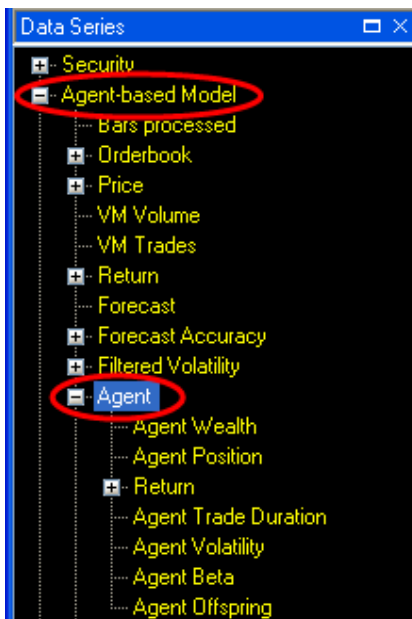 Data Series
Security
Agent-based Model
Bars processed
Orderbook
Price
VM Volume
VM Trades
Return
Forecast
Forecast Accuracy
Filtered Volatility
Agent
Agent Wealth
Agent Position
Return
Agent Trade Duration
Agent Volatility
Agent Beta
Agent Offspring